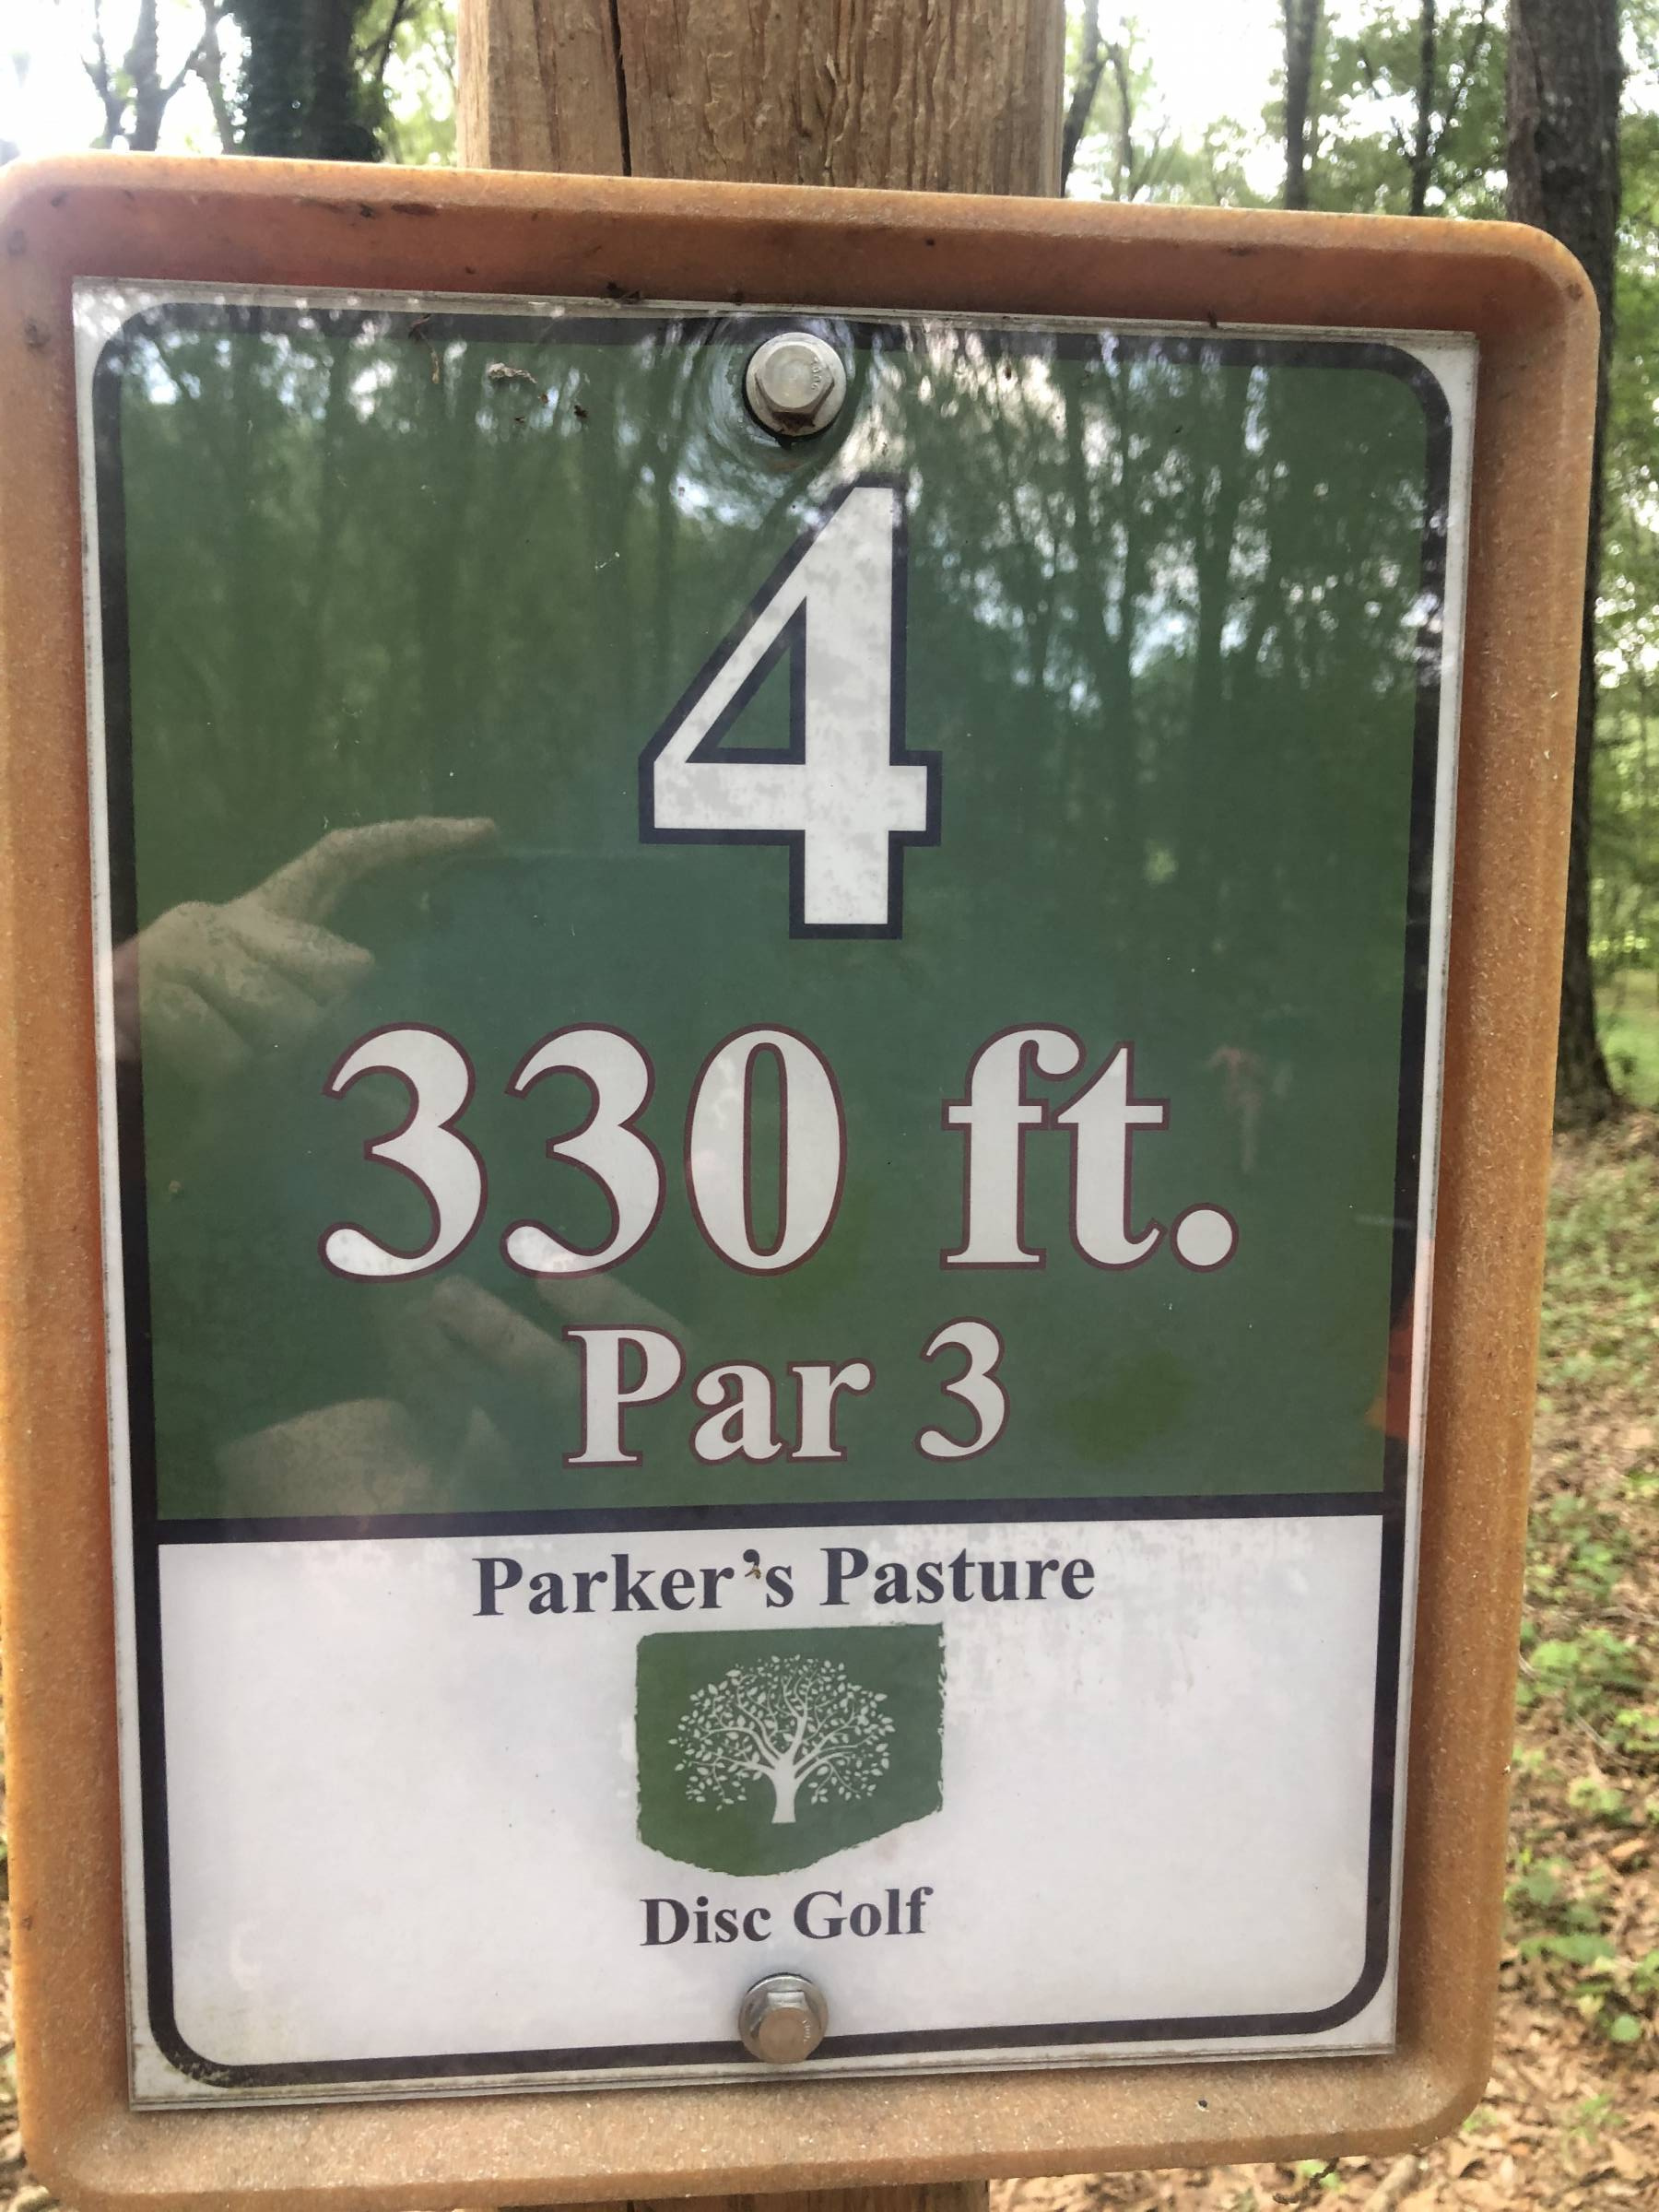 4
330 ft.
Par 3
Parker's Pasture
Disc Golf